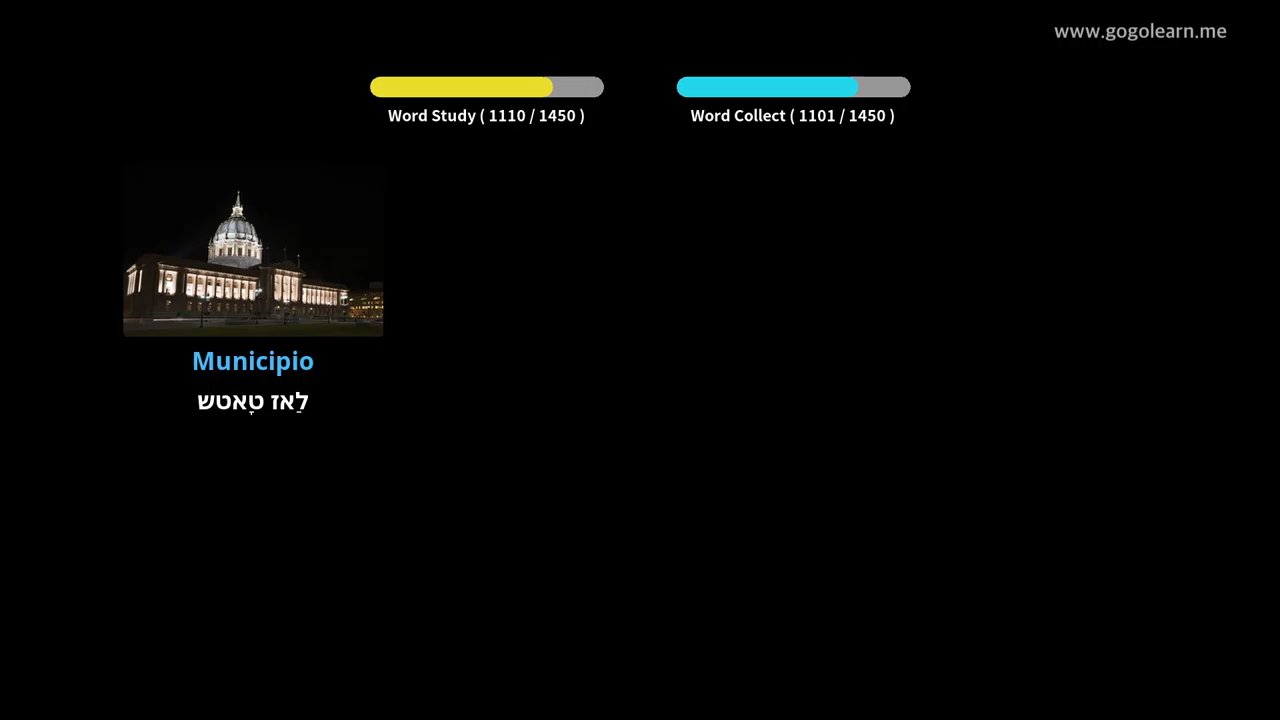 www.gogolearn.me
Word Study ( 1110 / 1450 )
Word Collect ( 1101 / 1450 )
Municipio
לַאז טָאטש